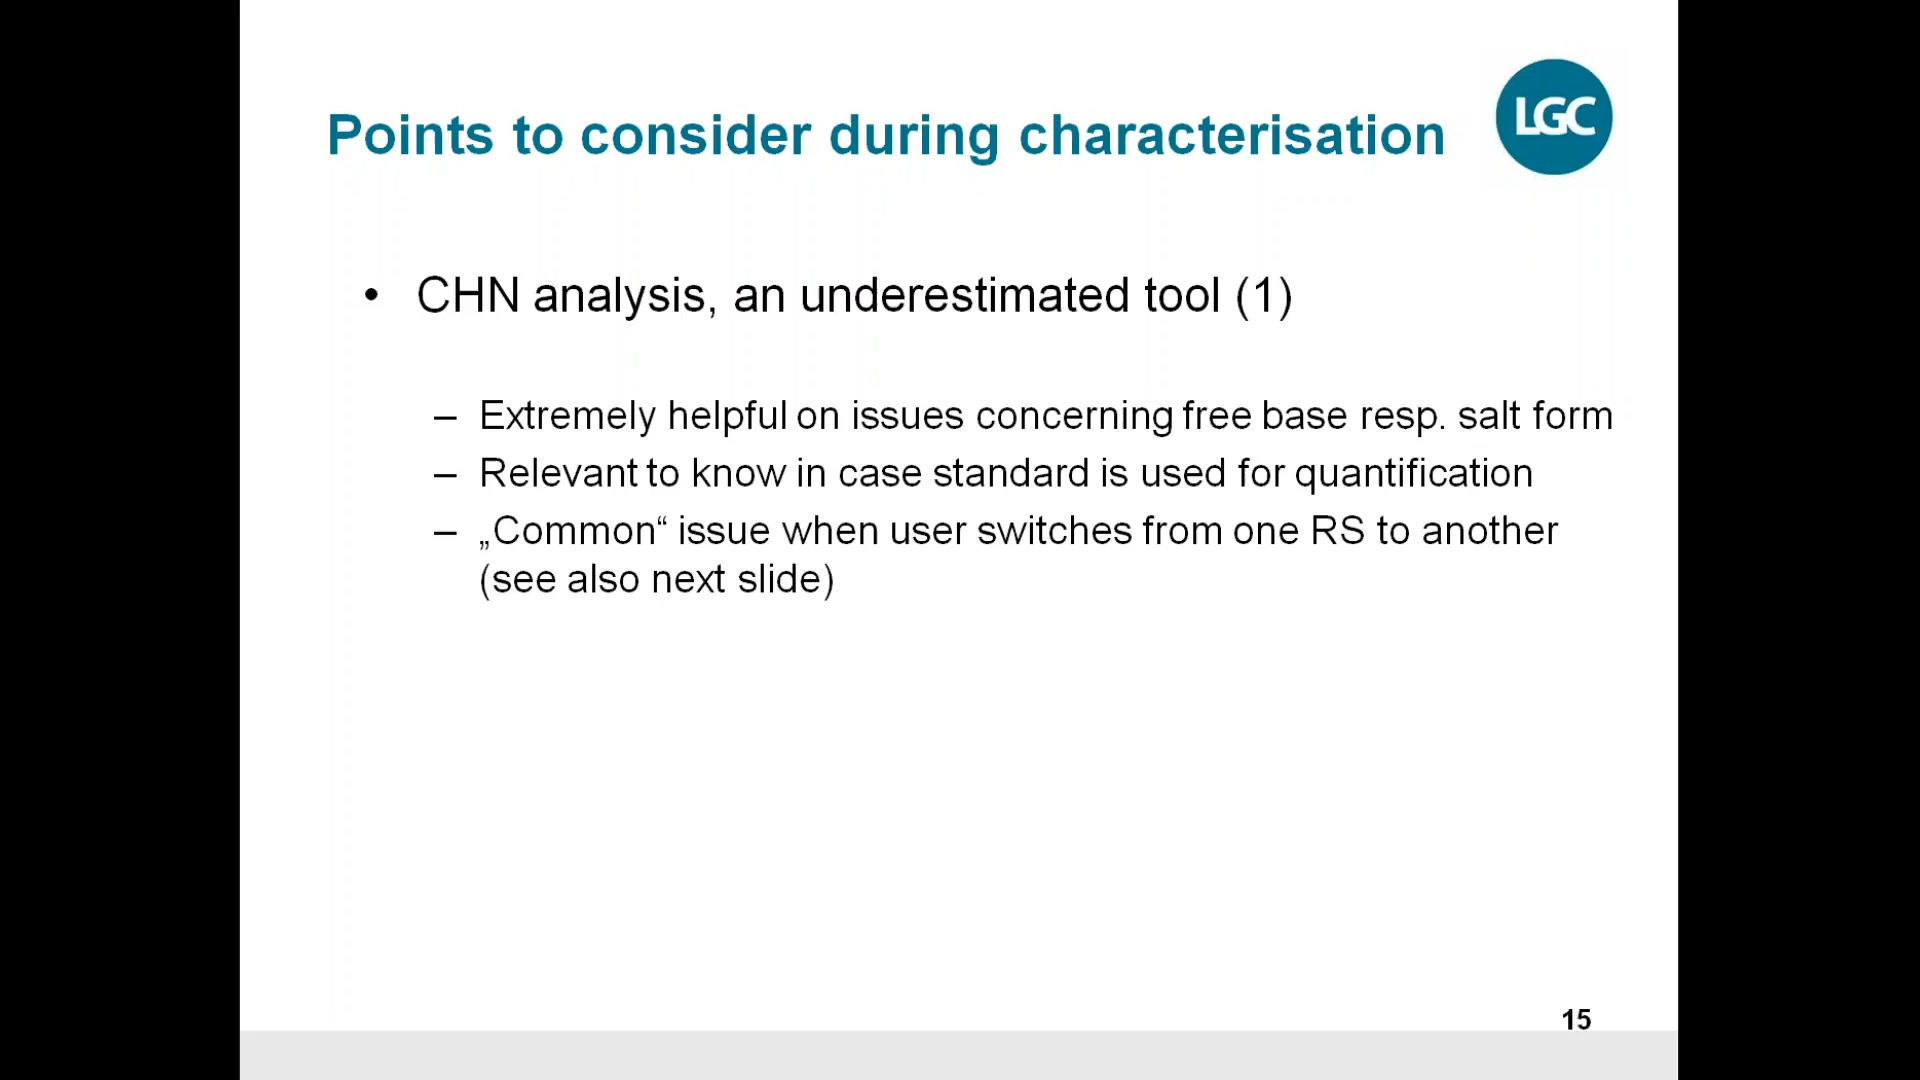 Points to consider during characterisation
LGC
• CHN analysis, an underestimated tool (1)
– Extremely helpful on issues concerning free base resp. salt form
– Relevant to know in case standard is used for quantification
– „Common“ issue when user switches from one RS to another
(see also next slide)
15